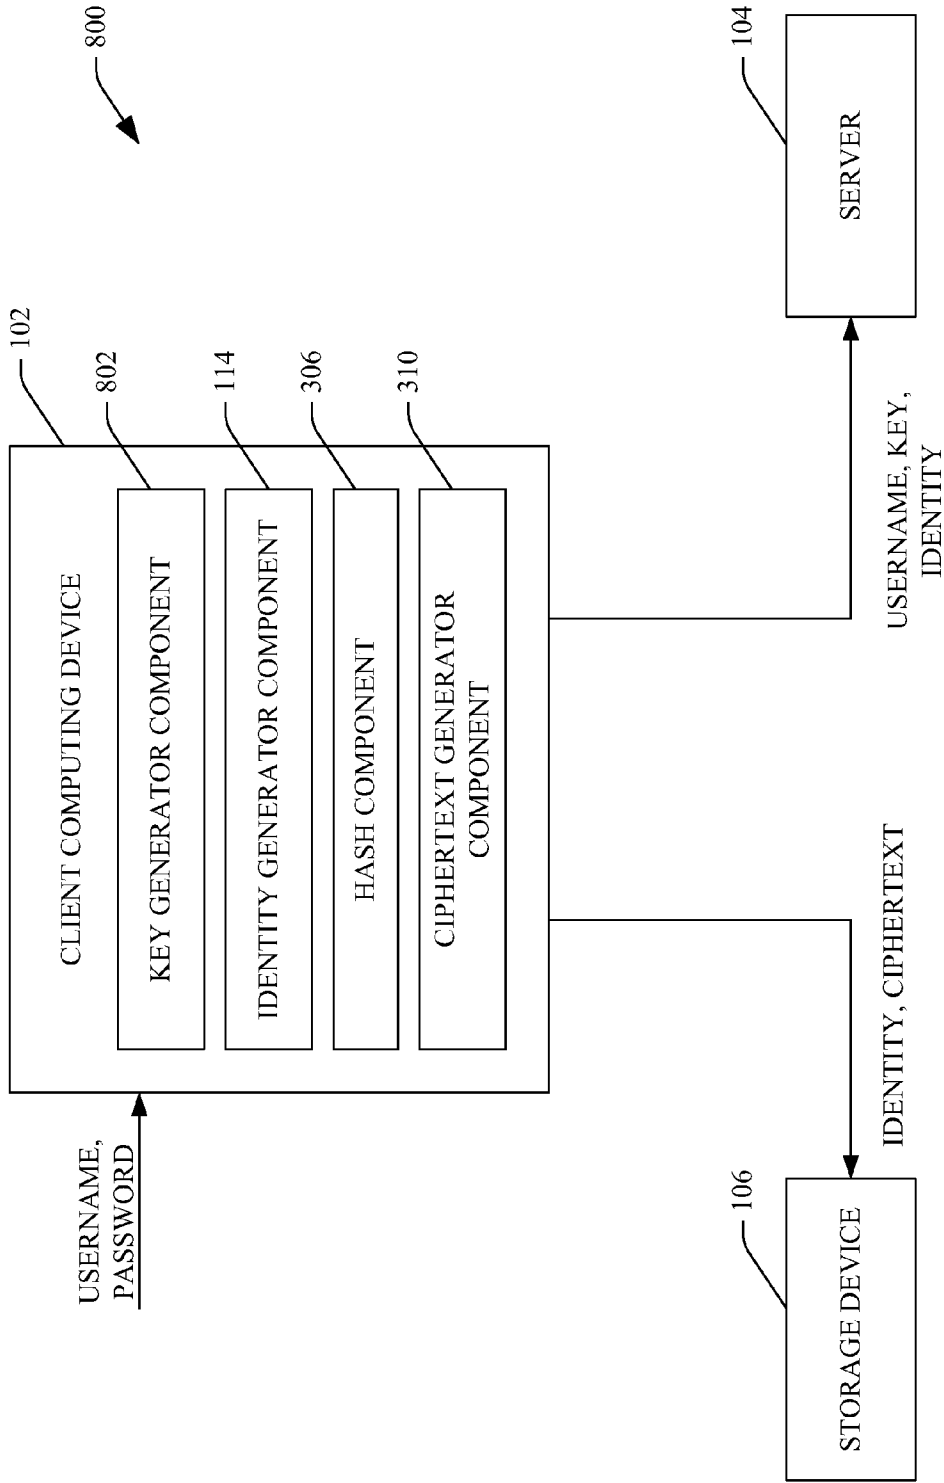 800
102
CLIENT COMPUTING DEVICE
USERNAME,
PASSWORD
802
KEY GENERATOR COMPONENT
114
IDENTITY GENERATOR COMPONENT
306
HASH COMPONENT
310
CIPHERTEXT GENERATOR
COMPONENT
IDENTITY, CIPHERTEXT
USERNAME, KEY,
IDENTITY
106
STORAGE DEVICE
104
SERVER